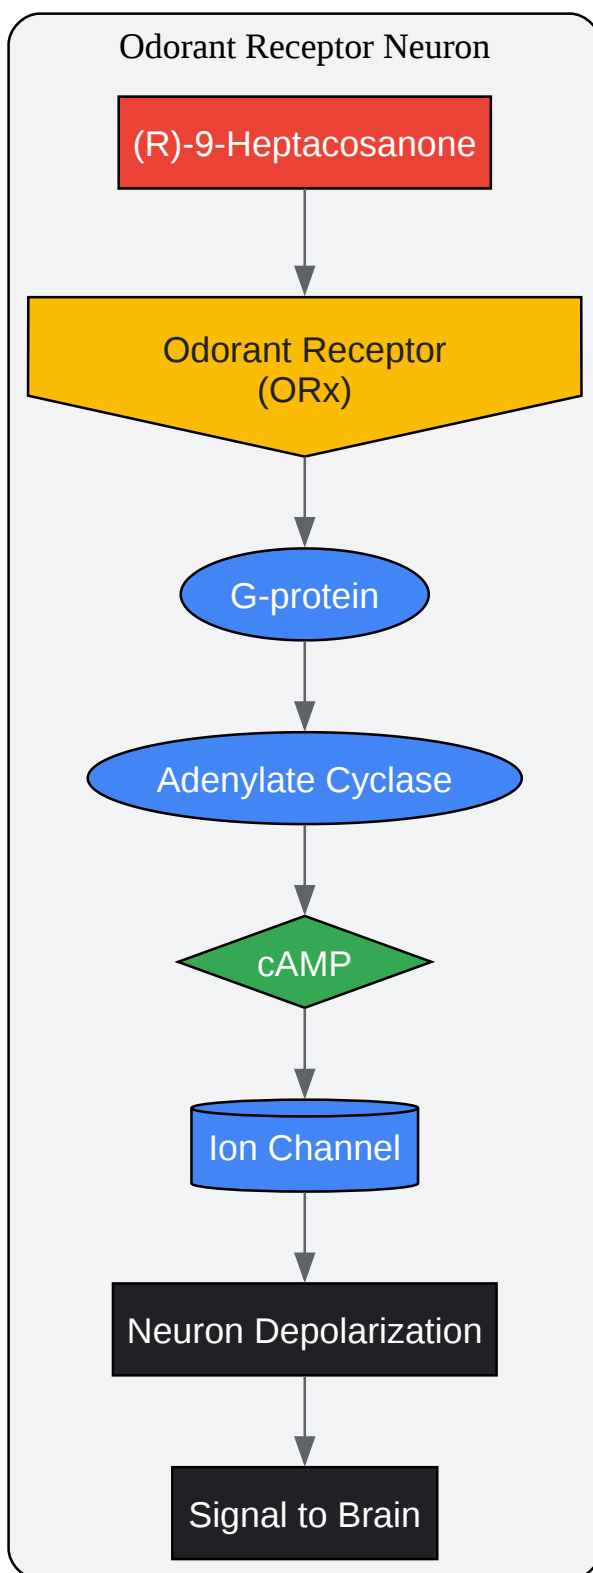 Odorant Receptor Neuron
(R)-9-Heptacosanone
Odorant Receptor
(ORx)
G-protein
Adenylate Cyclase
cAMP
Ion Channel
Neuron Depolarization
Signal to Brain